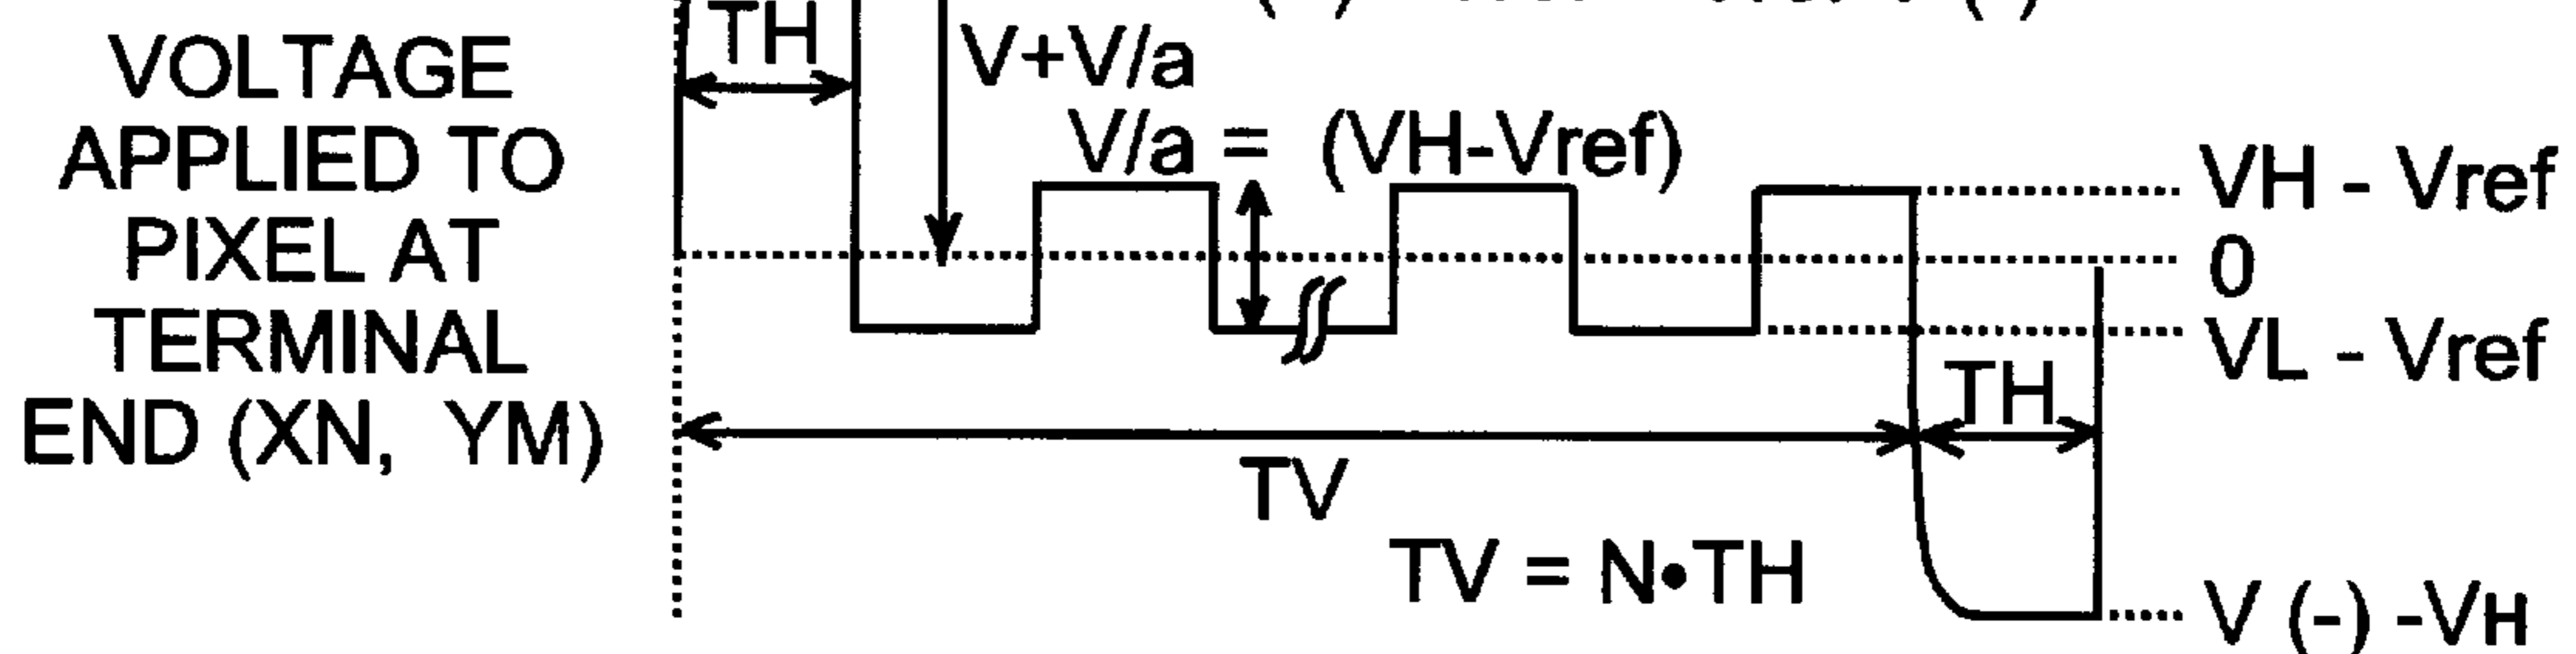 TH
V+V/a
V/a = (VH-Vref)
VOLTAGE
APPLIED TO
PIXEL AT
TERMINAL
END (XN, YM)
VH - Vref
0
VL - Vref
TH
TV
TV = N•TH
V (-) -VH